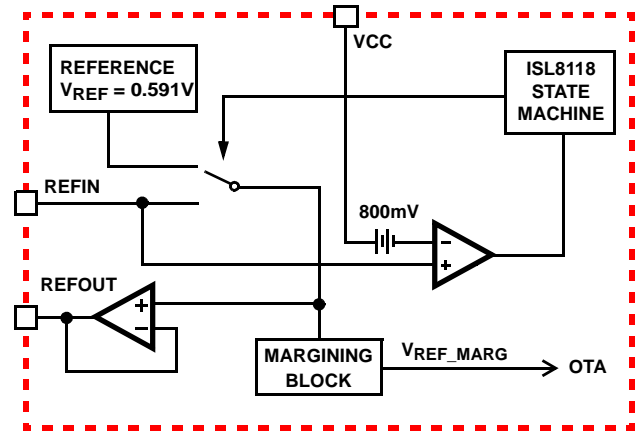 VCC
REFERENCE
VREF = 0.591V
ISL8118
STATE
MACHINE
REFIN
800mV
−
+
REFOUT
+
−
MARGINING
BLOCK
VREF_MARG
OTA